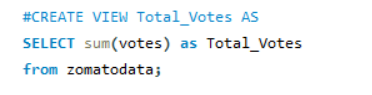 #CREATE VIEW Total_Votes AS
SELECT sum(votes) as Total_Votes
from zomatodata;